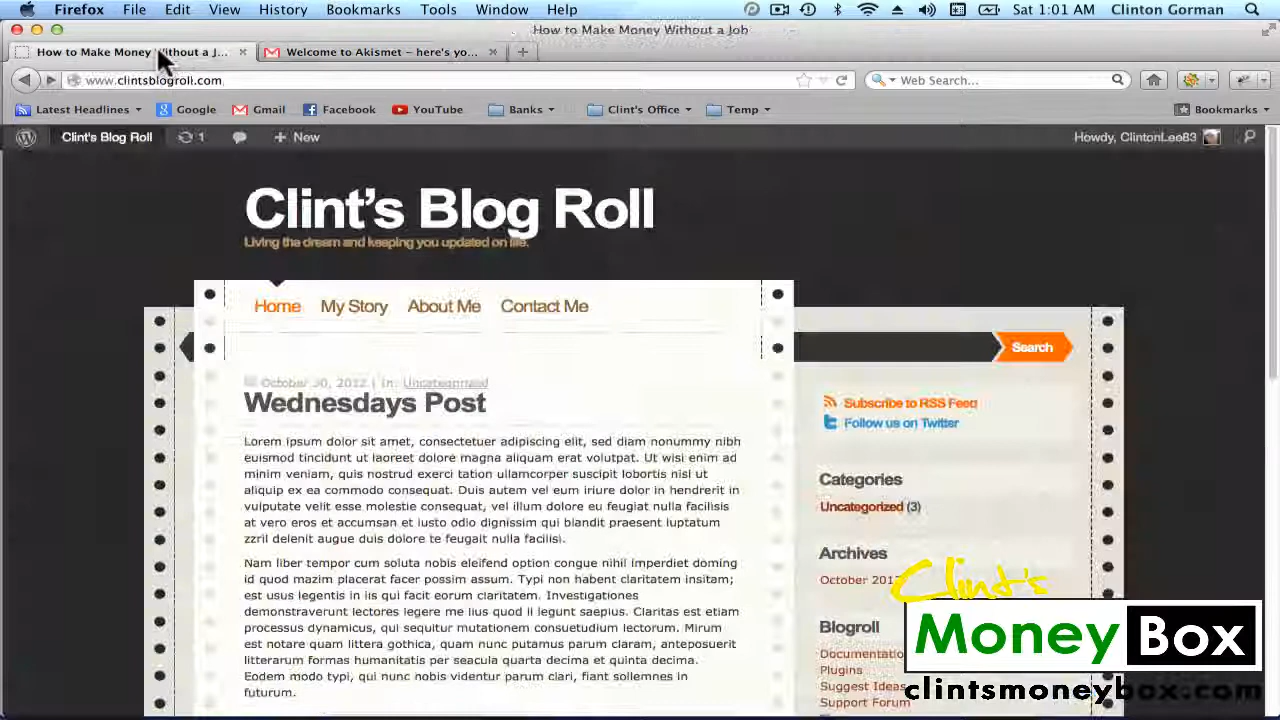 Firefox File Edit View History Bookmarks Tools Window Help Sat 1:01 AM Clinton Gorman
How to Make Money Without a Job
How to Make Money Without a J... Welcome to Akismet – here's yo...
www.clintsblogroll.com Web Search...
Latest Headlines Google Gmail Facebook YouTube Banks Clint's Office Temp Bookmarks
Clint's Blog Roll 1 New Howdy, ClintonLee83
Clint's Blog Roll
Living the dream and keeping you updated on life.
Home My Story About Me Contact Me
Search
October 30, 2012 | In: Uncategorized
Wednesdays Post
Lorem ipsum dolor sit amet, consectetuer adipiscing elit, sed diam nonummy nibh
euismod tincidunt ut laoreet dolore magna aliquam erat volutpat. Ut wisi enim ad
minim veniam, quis nostrud exerci tation ullamcorper suscipit lobortis nisl ut
aliquip ex ea commodo consequat. Duis autem vel eum iriure dolor in hendrerit in
vulputate velit esse molestie consequat, vel illum dolore eu feugiat nulla facilisis
at vero eros et accumsan et iusto odio dignissim qui blandit praesent luptatum
zzril delenit augue duis dolore te feugait nulla facilisi.
Nam liber tempor cum soluta nobis eleifend option congue nihil imperdiet doming
id quod mazim placerat facer possim assum. Typi non habent claritatem insitam;
est usus legentis in iis qui facit eorum claritatem. Investigationes
demonstraverunt lectores legere me lius quod ii legunt saepius. Claritas est etiam
processus dynamicus, qui sequitur mutationem consuetudium lectorum. Mirum
est notare quam littera gothica, quam nunc putamus parum claram, anteposuerit
litterarum formas humanitatis per seacula quarta decima et quinta decima.
Eodem modo typi, qui nunc nobis videntur parum clari, fiant sollemnes in
futurum.
Subscribe to RSS Feed
Follow us on Twitter
Categories
Uncategorized (3)
Archives
October 201
Blogroll
Documentatio
Plugins
Suggest Ideas
Support Forum
Clint's
Money Box
clintsmoneybox.com